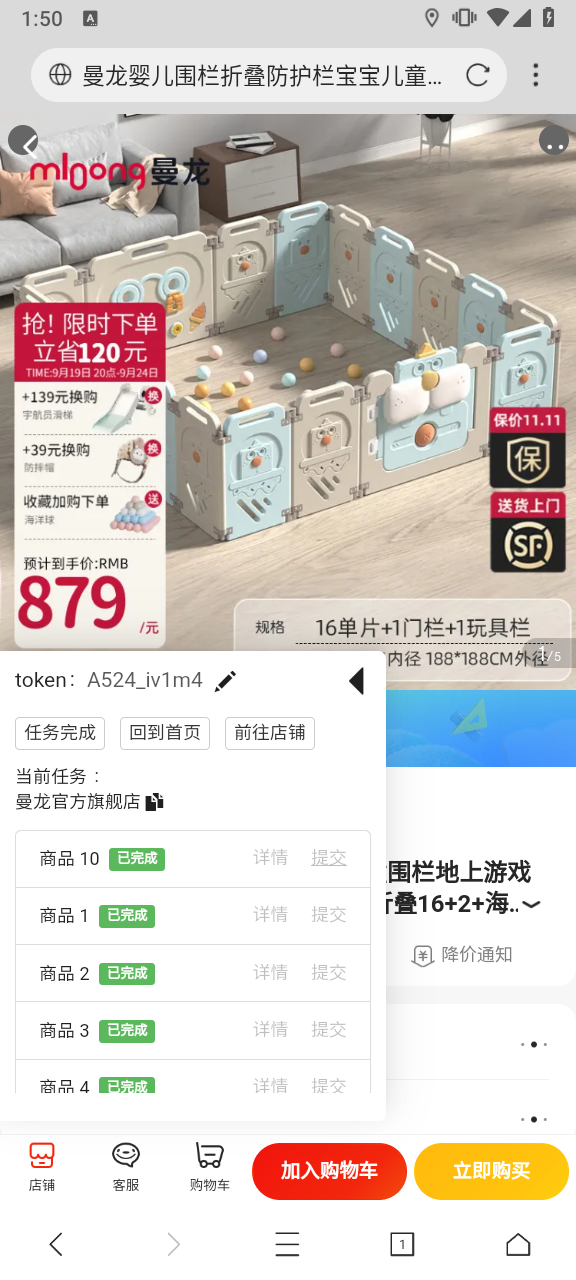 1:50
A
曼龙婴儿围栏折叠防护栏宝宝儿童...
mloong 曼龙
抢！限时下单
立省120元
TIME:9月19日 20点-9月24日
+139元换购
换
宇航员滑梯
+39元换购
换
防摔帽
收藏加购下单
送
海洋球
预计到手价:RMB
879/元
保价11.11
保
送货上门
SF
规格
16单片+1门栏+1玩具栏
内径 188*188CM外径
1/5
token： A524_iv1m4
任务完成
回到首页
前往店铺
当前任务：
曼龙官方旗舰店
商品 10 已完成 详情 提交
商品 1 已完成 详情 提交
商品 2 已完成 详情 提交
商品 3 已完成 详情 提交
商品 4 已完成 详情 提交
围栏地上游戏
折叠16+2+海..
降价通知
店铺
客服
购物车
加入购物车
立即购买
1